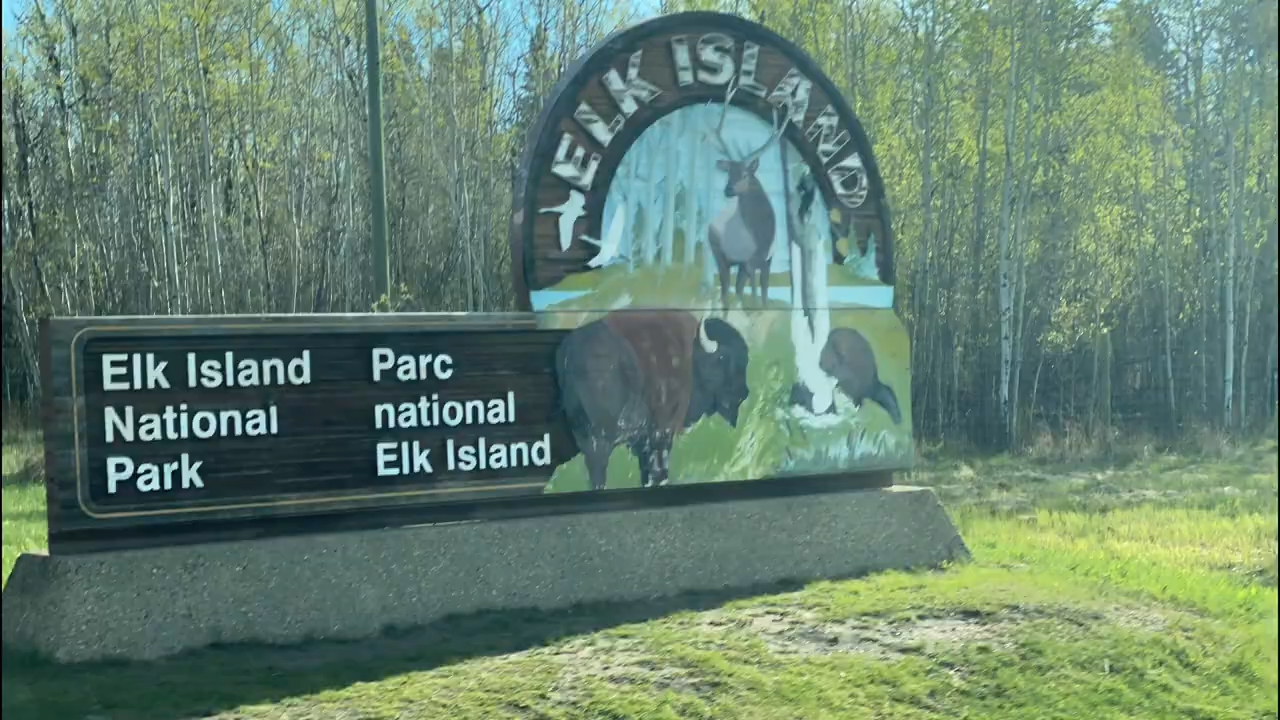 ELK ISLAND
Elk Island
National
Park
Parc
national
Elk Island